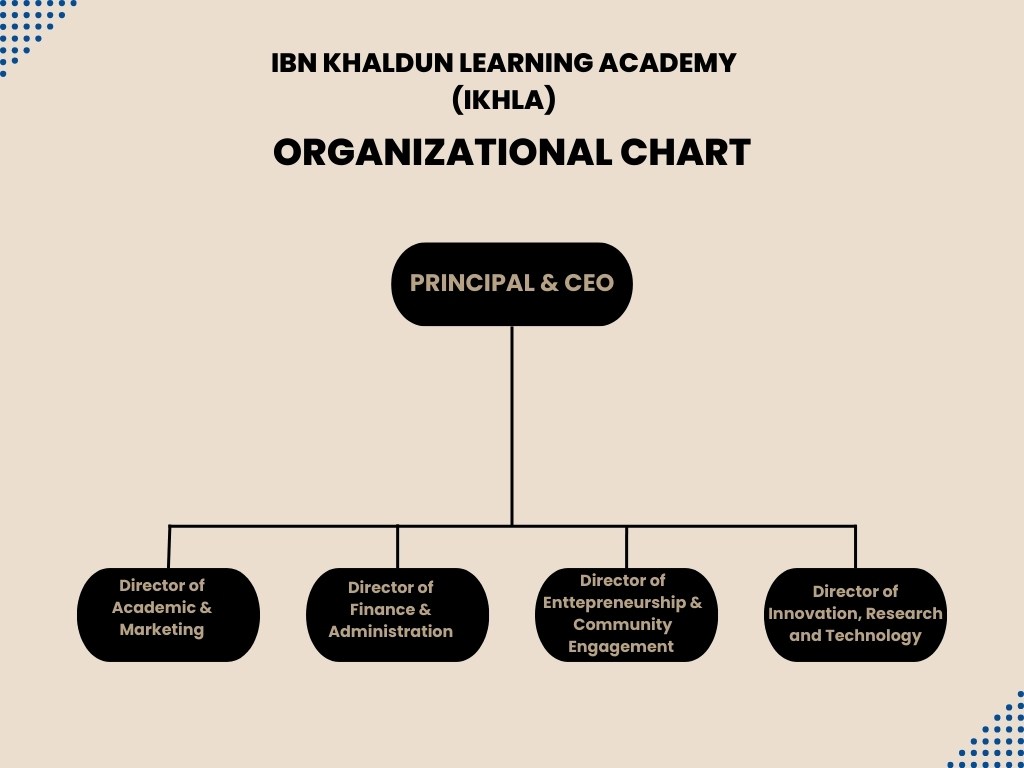 IBN KHALDUN LEARNING ACADEMY
(IKHLA)
ORGANIZATIONAL CHART
PRINCIPAL & CEO
Director of
Academic &
Marketing
Director of
Finance &
Administration
Director of
Enttepreneurship &
Community
Engagement
Director of
Innovation, Research
and Technology